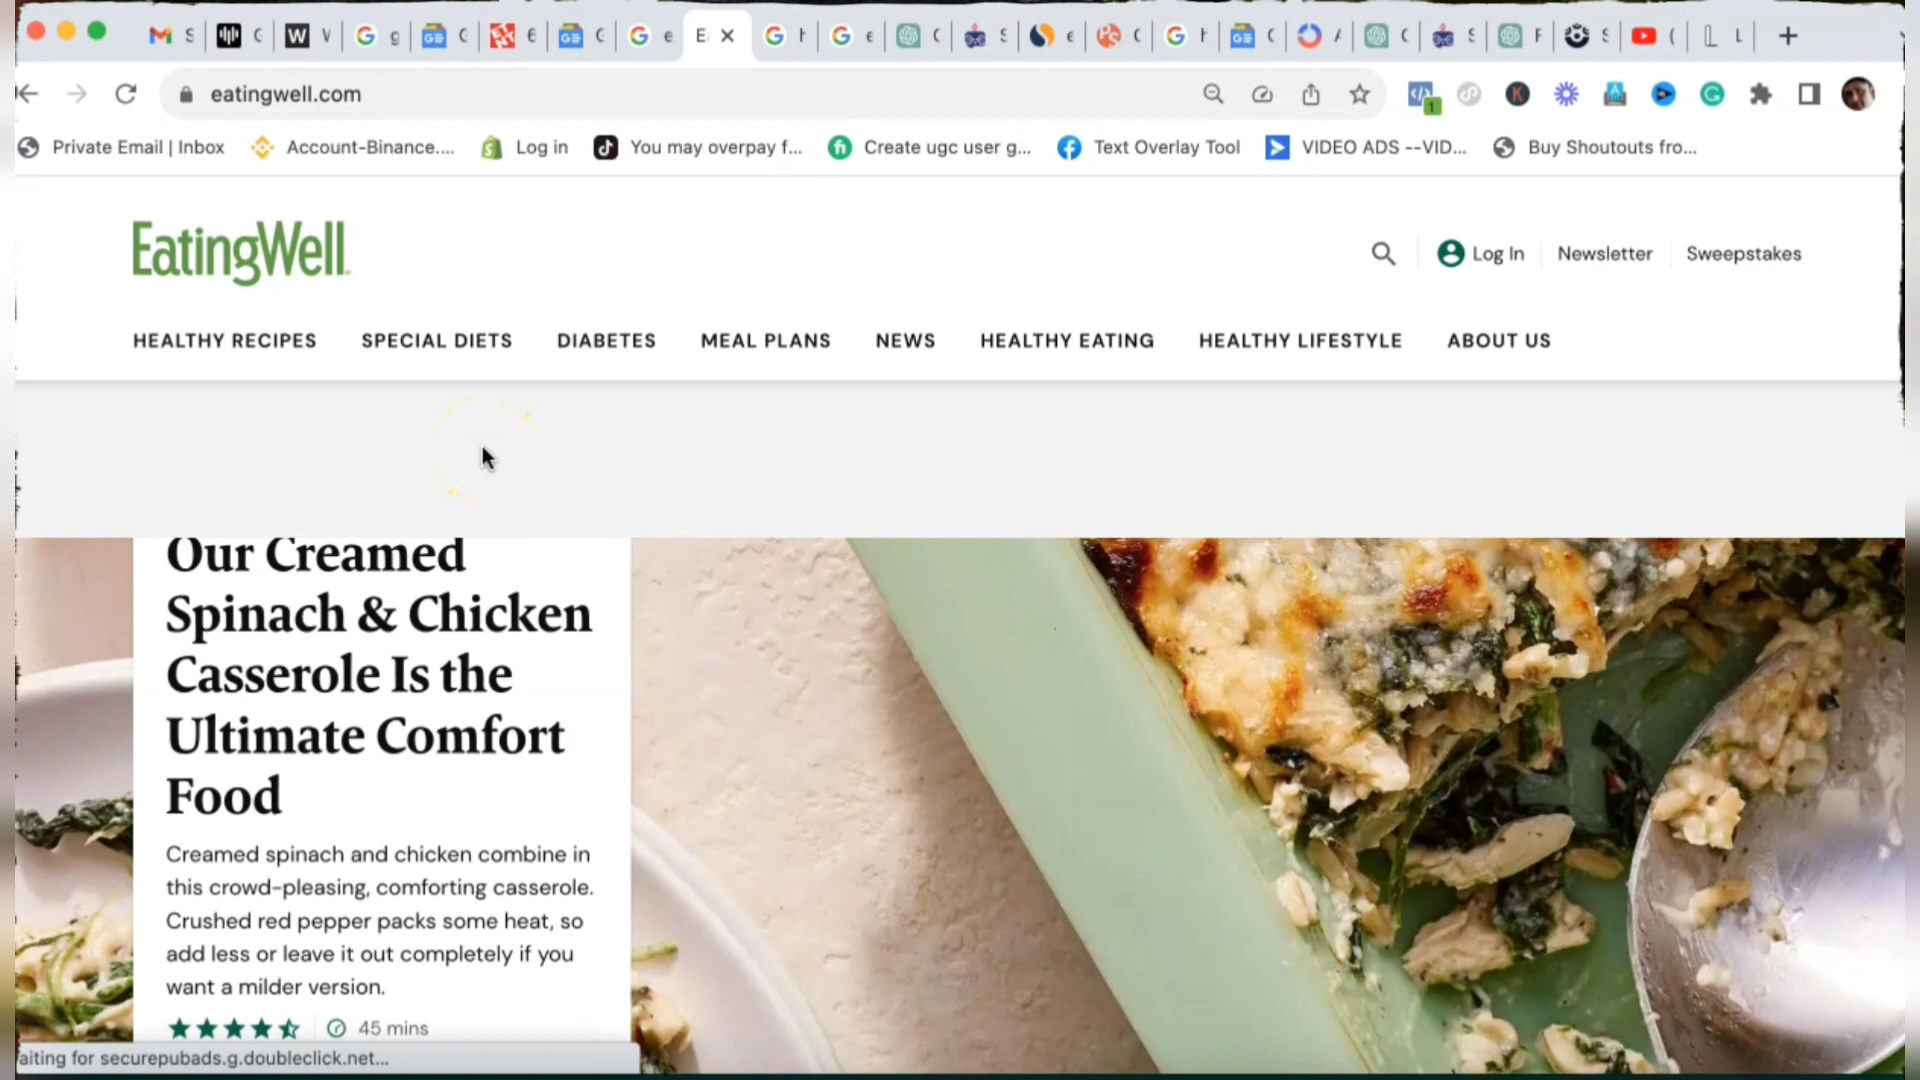 eatingwell.com
Private Email | Inbox
Account-Binance....
Log in
You may overpay f...
Create ugc user g...
Text Overlay Tool
VIDEO ADS --VID...
Buy Shoutouts fro...
EatingWell
Log In
Newsletter
Sweepstakes
HEALTHY RECIPES
SPECIAL DIETS
DIABETES
MEAL PLANS
NEWS
HEALTHY EATING
HEALTHY LIFESTYLE
ABOUT US
Our Creamed
Spinach & Chicken
Casserole Is the
Ultimate Comfort
Food
Creamed spinach and chicken combine in
this crowd-pleasing, comforting casserole.
Crushed red pepper packs some heat, so
add less or leave it out completely if you
want a milder version.
45 mins
aiting for securepubads.g.doubleclick.net...